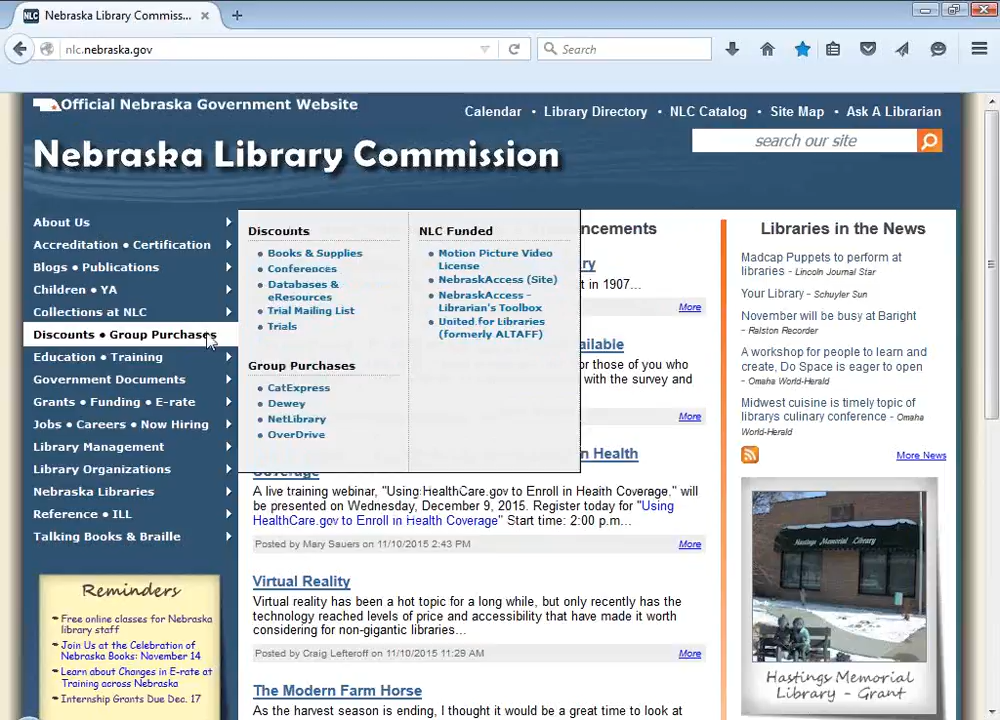 Nebraska Library Commiss...
nlc.nebraska.gov
Search
Official Nebraska Government Website
Calendar • Library Directory • NLC Catalog • Site Map • Ask A Librarian
Nebraska Library Commission
search our site
About Us
Accreditation • Certification
Blogs • Publications
Children • YA
Collections at NLC
Discounts • Group Purchases
Education • Training
Government Documents
Grants • Funding • E-rate
Jobs • Careers • Now Hiring
Library Management
Library Organizations
Nebraska Libraries
Reference • ILL
Talking Books & Braille
Discounts
Books & Supplies
Conferences
Databases &
eResources
Trial Mailing List
Trials
Group Purchases
CatExpress
Dewey
NetLibrary
OverDrive
NLC Funded
Motion Picture Video
License
NebraskAccess (Site)
NebraskAccess -
Librarian's Toolbox
United for Libraries
(formerly ALTAFF)
ncements
ry
t in 1907...
More
ailable
for those of you who
with the survey and
More
n Health
Coverage
A live training webinar, "Using HealthCare.gov to Enroll in Health Coverage," will
be presented on Wednesday, December 9, 2015. Register today for "Using
HealthCare.gov to Enroll in Health Coverage" Start time: 2:00 p.m...
Posted by Mary Sauers on 11/10/2015 2:43 PM More
Virtual Reality
Virtual reality has been a hot topic for a long while, but only recently has the
technology reached levels of price and accessibility that have made it worth
considering for non-gigantic libraries...
Posted by Craig Lefteroff on 11/10/2015 11:29 AM More
The Modern Farm Horse
As the harvest season is ending, I thought it would be a great time to look at
Libraries in the News
Madcap Puppets to perform at
libraries - Lincoln Journal Star
Your Library - Schuyler Sun
November will be busy at Baright
- Ralston Recorder
A workshop for people to learn and
create, Do Space is eager to open
- Omaha World-Herald
Midwest cuisine is timely topic of
library's culinary conference - Omaha
World-Herald
More News
Hastings Memorial Library
Hastings Memorial
Library - Grant
Reminders
Free online classes for Nebraska
library staff
Join Us at the Celebration of
Nebraska Books: November 14
Learn about Changes in E-rate at
Training across Nebraska
Internship Grants Due Dec. 17